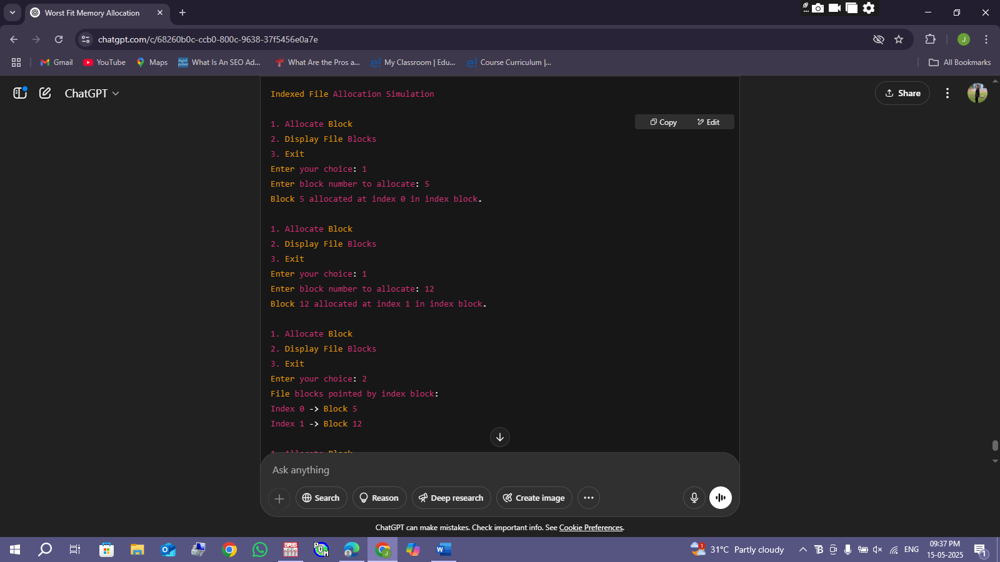 Worst Fit Memory Allocation
chatgpt.com/c/68260b0c-ccb0-800c-9638-37f5456e0a7e
J
Gmail
YouTube
Maps
What Is An SEO Ad...
What Are the Pros a...
e! My Classroom | Edu...
e! Course Curriculum |...
All Bookmarks
ChatGPT
Share
Indexed File Allocation Simulation
Copy
Edit
1. Allocate Block
2. Display File Blocks
3. Exit
Enter your choice: 1
Enter block number to allocate: 5
Block 5 allocated at index 0 in index block.
1. Allocate Block
2. Display File Blocks
3. Exit
Enter your choice: 1
Enter block number to allocate: 12
Block 12 allocated at index 1 in index block.
1. Allocate Block
2. Display File Blocks
3. Exit
Enter your choice: 2
File blocks pointed by index block:
Index 0 -> Block 5
Index 1 -> Block 12
1. Allocate Block
Ask anything
Search
Reason
Deep research
Create image
ChatGPT can make mistakes. Check important info. See Cookie Preferences.
SPSS
W
1
31°C Partly cloudy
ENG
09:37 PM
15-05-2025
1